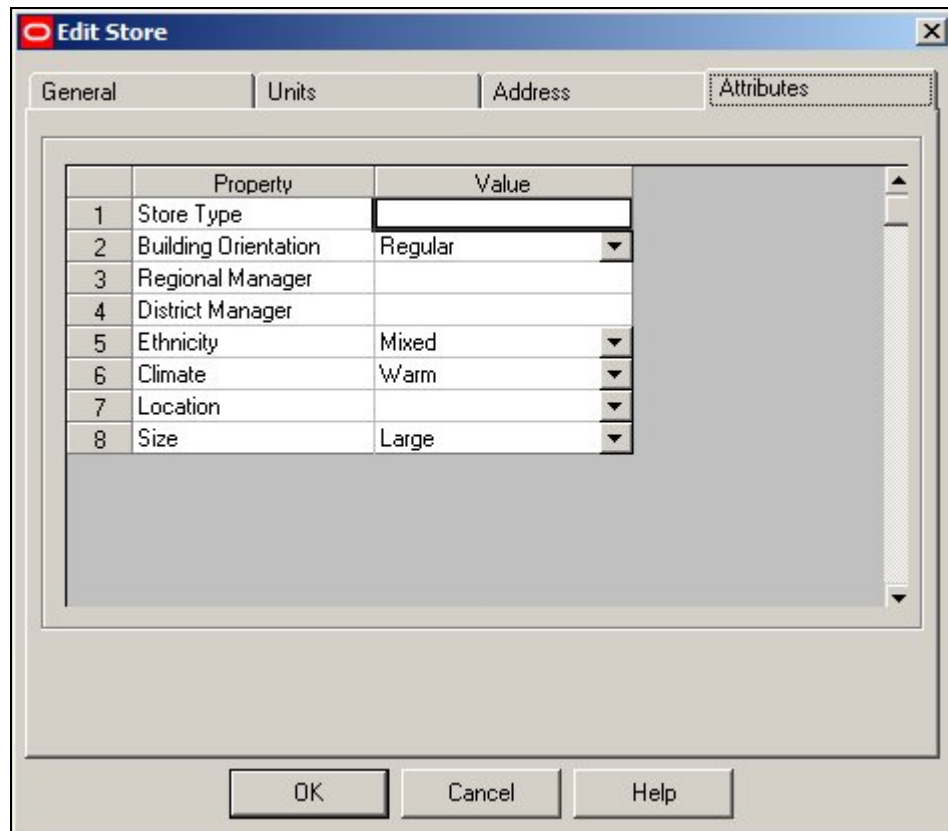 Edit Store
General Units Address Attributes
Property Value
1 Store Type
2 Building Orientation Regular
3 Regional Manager
4 District Manager
5 Ethnicity Mixed
6 Climate Warm
7 Location
8 Size Large
OK Cancel Help